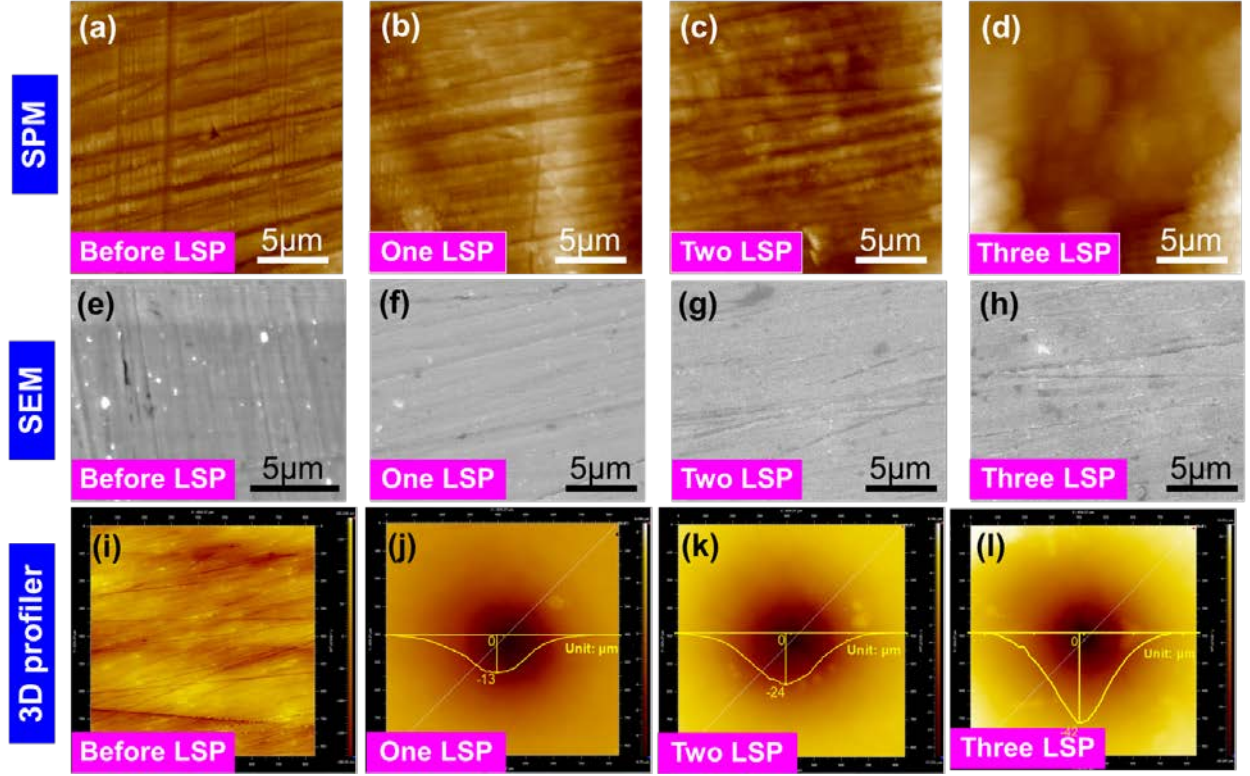 SPM
(a)
Before LSP
5μm
(b)
One LSP
5μm
(c)
Two LSP
5μm
(d)
Three LSP
5μm
SEM
(e)
Before LSP
5μm
(f)
One LSP
5μm
(g)
Two LSP
5μm
(h)
Three LSP
5μm
3D profiler
(i)
Before LSP
(j)
0
Unit: μm
-13
One LSP
(k)
0
Unit: μm
-24
Two LSP
(l)
0
Unit: μm
-42
Three LSP